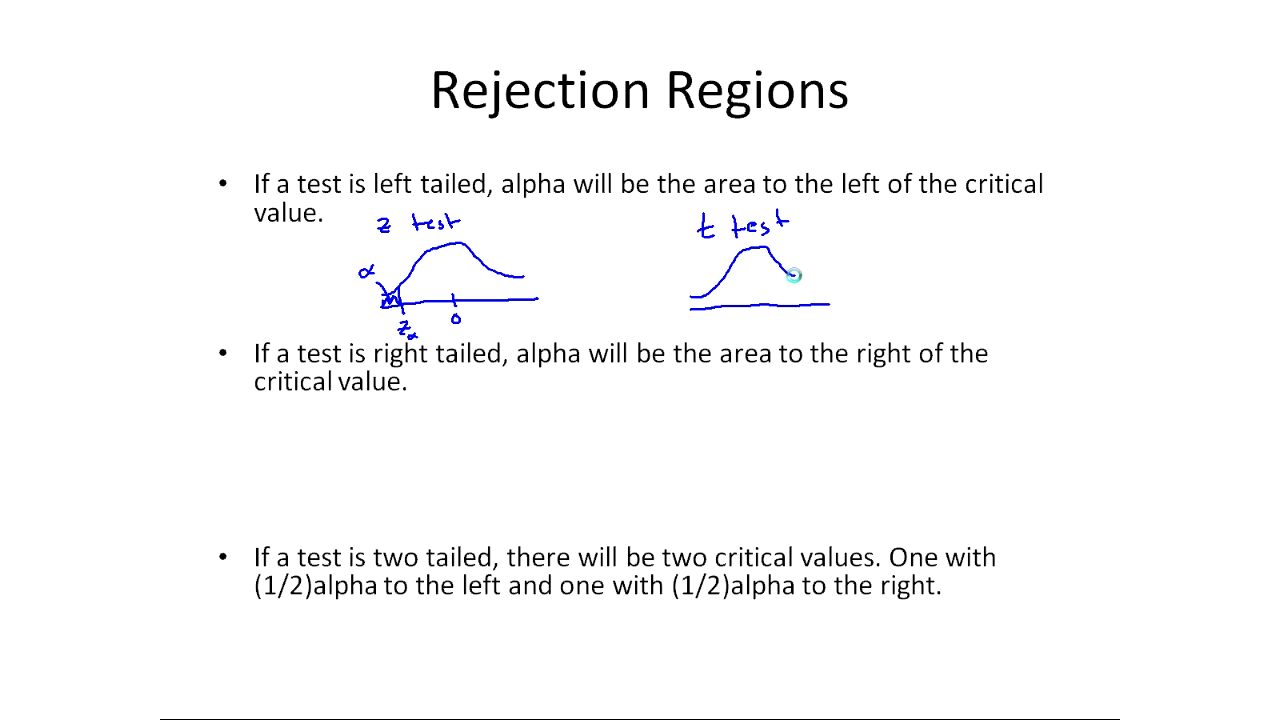 Rejection Regions
• If a test is left tailed, alpha will be the area to the left of the critical
value.
z test
t test
α
zα
0
• If a test is right tailed, alpha will be the area to the right of the
critical value.
• If a test is two tailed, there will be two critical values. One with
(1/2)alpha to the left and one with (1/2)alpha to the right.